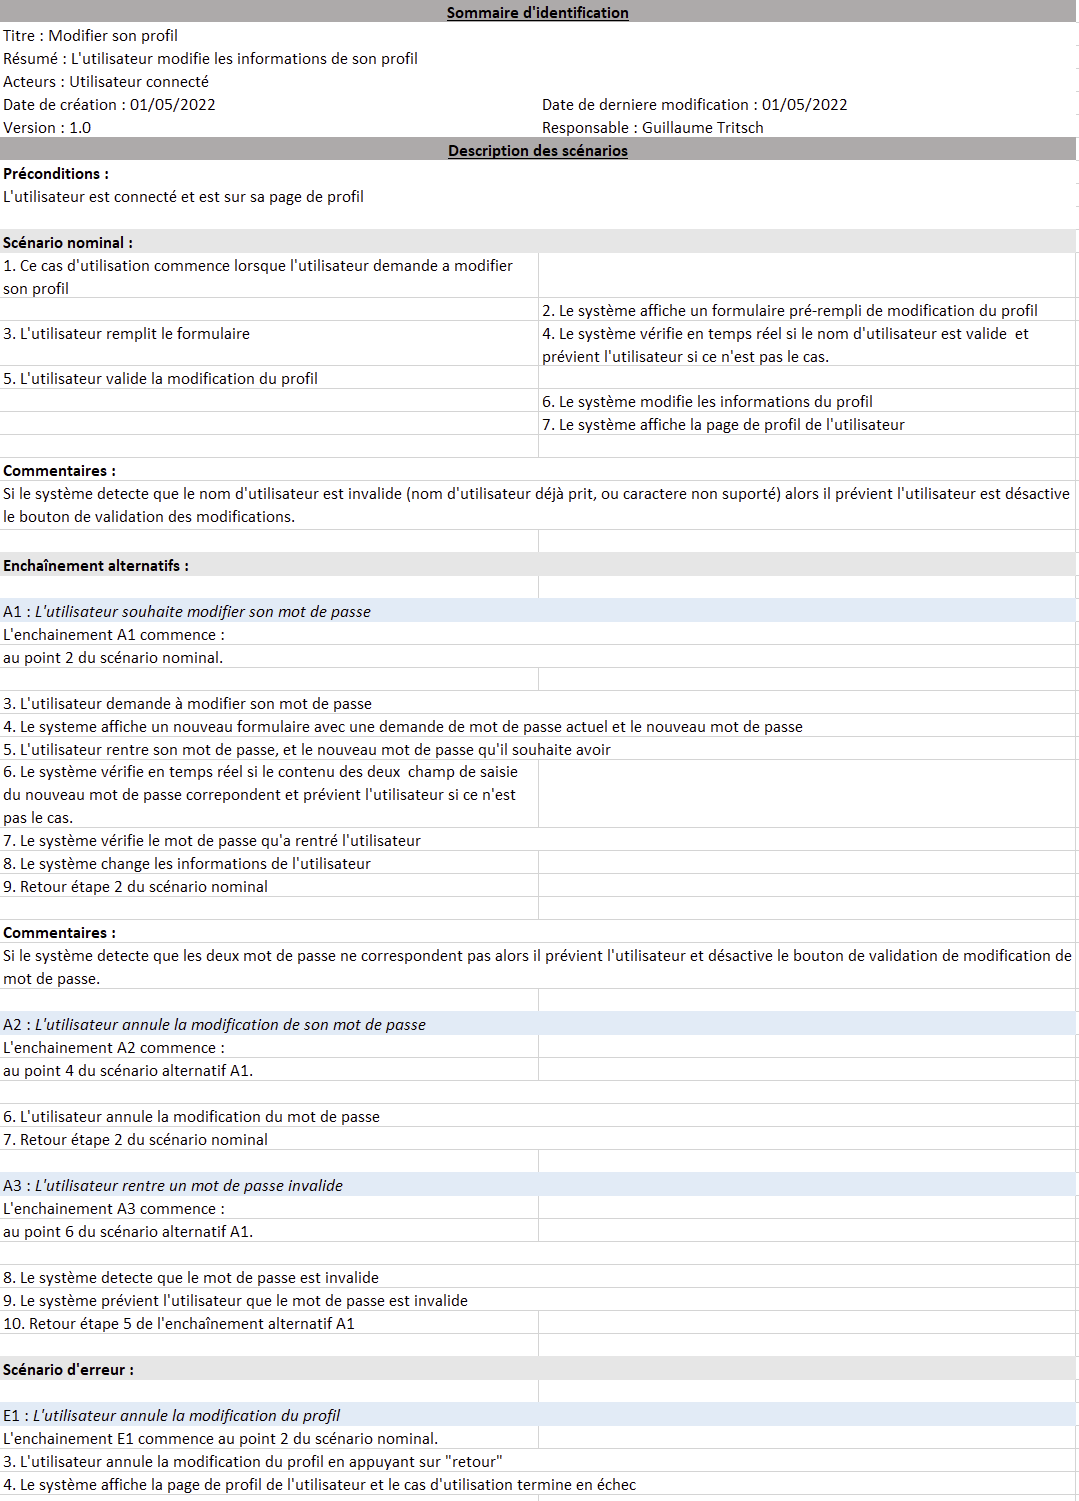 Sommaire d'identification
Titre : Modifier son profil
Résumé : L'utilisateur modifie les informations de son profil
Acteurs : Utilisateur connecté
Date de création : 01/05/2022
Date de derniere modification : 01/05/2022
Version : 1.0
Responsable : Guillaume Tritsch
Description des scénarios
Préconditions :
L'utilisateur est connecté et est sur sa page de profil
Scénario nominal :
1. Ce cas d'utilisation commence lorsque l'utilisateur demande a modifier
son profil
2. Le système affiche un formulaire pré-rempli de modification du profil
3. L'utilisateur remplit le formulaire
4. Le système vérifie en temps réel si le nom d'utilisateur est valide  et
prévient l'utilisateur si ce n'est pas le cas.
5. L'utilisateur valide la modification du profil
6. Le système modifie les informations du profil
7. Le système affiche la page de profil de l'utilisateur
Commentaires :
Si le système detecte que le nom d'utilisateur est invalide (nom d'utilisateur déjà prit, ou caractere non suporté) alors il prévient l'utilisateur est désactive
le bouton de validation des modifications.
Enchaînement alternatifs :
A1 : L'utilisateur souhaite modifier son mot de passe
L'enchainement A1 commence :
au point 2 du scénario nominal.
3. L'utilisateur demande à modifier son mot de passe
4. Le systeme affiche un nouveau formulaire avec une demande de mot de passe actuel et le nouveau mot de passe
5. L'utilisateur rentre son mot de passe, et le nouveau mot de passe qu'il souhaite avoir
6. Le système vérifie en temps réel si le contenu des deux  champ de saisie
du nouveau mot de passe correpondent et prévient l'utilisateur si ce n'est
pas le cas.
7. Le système vérifie le mot de passe qu'a rentré l'utilisateur
8. Le système change les informations de l'utilisateur
9. Retour étape 2 du scénario nominal
Commentaires :
Si le système detecte que les deux mot de passe ne correspondent pas alors il prévient l'utilisateur et désactive le bouton de validation de modification de
mot de passe.
A2 : L'utilisateur annule la modification de son mot de passe
L'enchainement A2 commence :
au point 4 du scénario alternatif A1.
6. L'utilisateur annule la modification du mot de passe
7. Retour étape 2 du scénario nominal
A3 : L'utilisateur rentre un mot de passe invalide
L'enchainement A3 commence :
au point 6 du scénario alternatif A1.
8. Le système detecte que le mot de passe est invalide
9. Le système prévient l'utilisateur que le mot de passe est invalide
10. Retour étape 5 de l'enchaînement alternatif A1
Scénario d'erreur :
E1 : L'utilisateur annule la modification du profil
L'enchainement E1 commence au point 2 du scénario nominal.
3. L'utilisateur annule la modification du profil en appuyant sur "retour"
4. Le système affiche la page de profil de l'utilisateur et le cas d'utilisation termine en échec